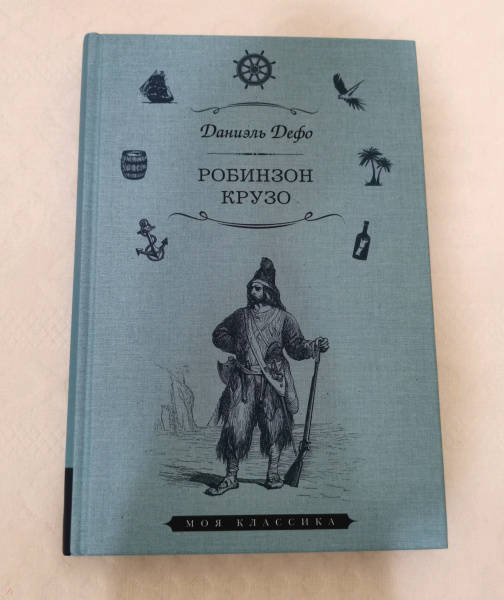 Даниэль Дефо
РОБИНЗОН
КРУЗО
МОЯ КЛАССИКА